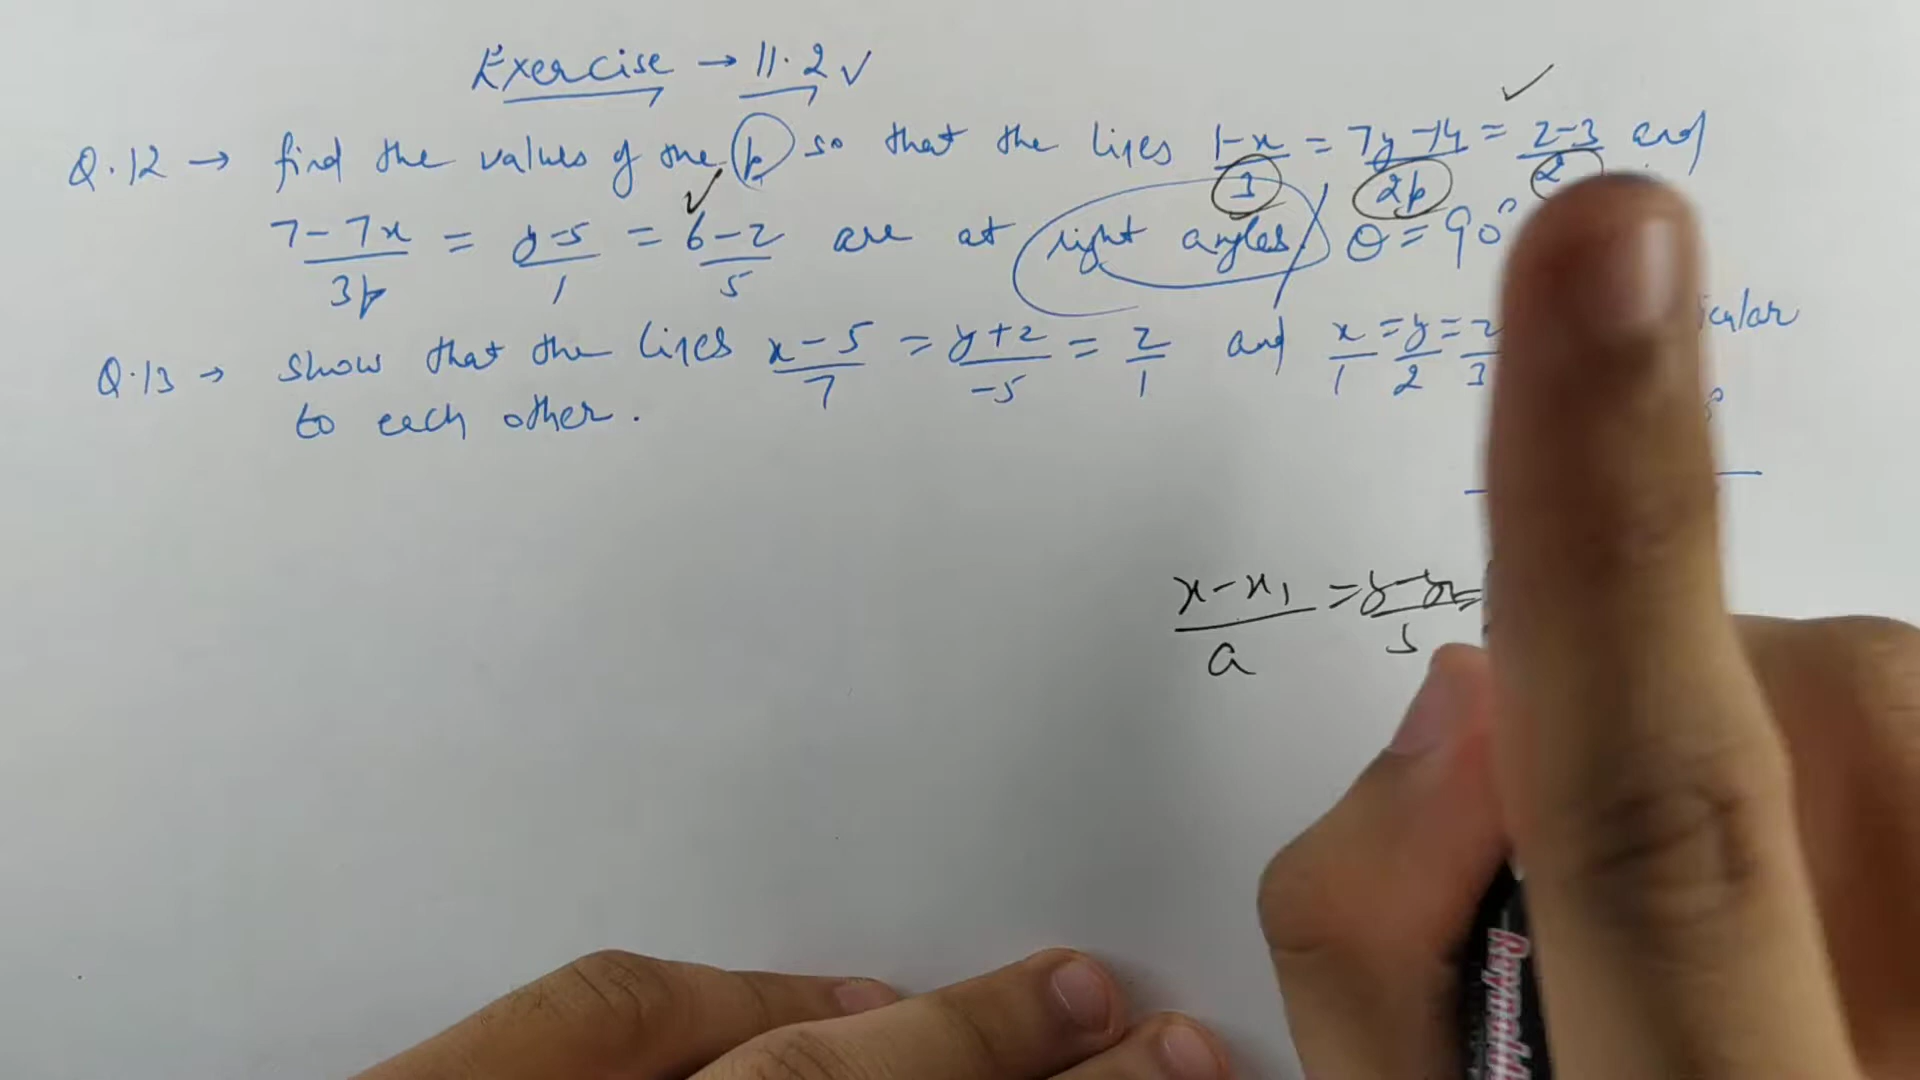 Exercise → 11.2 ✓
Q.12 → find the values of the p so that the lines (1-x)/3 = (7y-14)/2p = (z-3)/2 and
(7-7x)/3p = (y-5)/1 = (6-z)/5 are at right angles. θ = 90°
Q.13 → show that the lines (x-5)/7 = (y+2)/-5 = z/1 and x/1 = y/2 = z/3
to each other.
(x-x₁)/a =
Reynolds